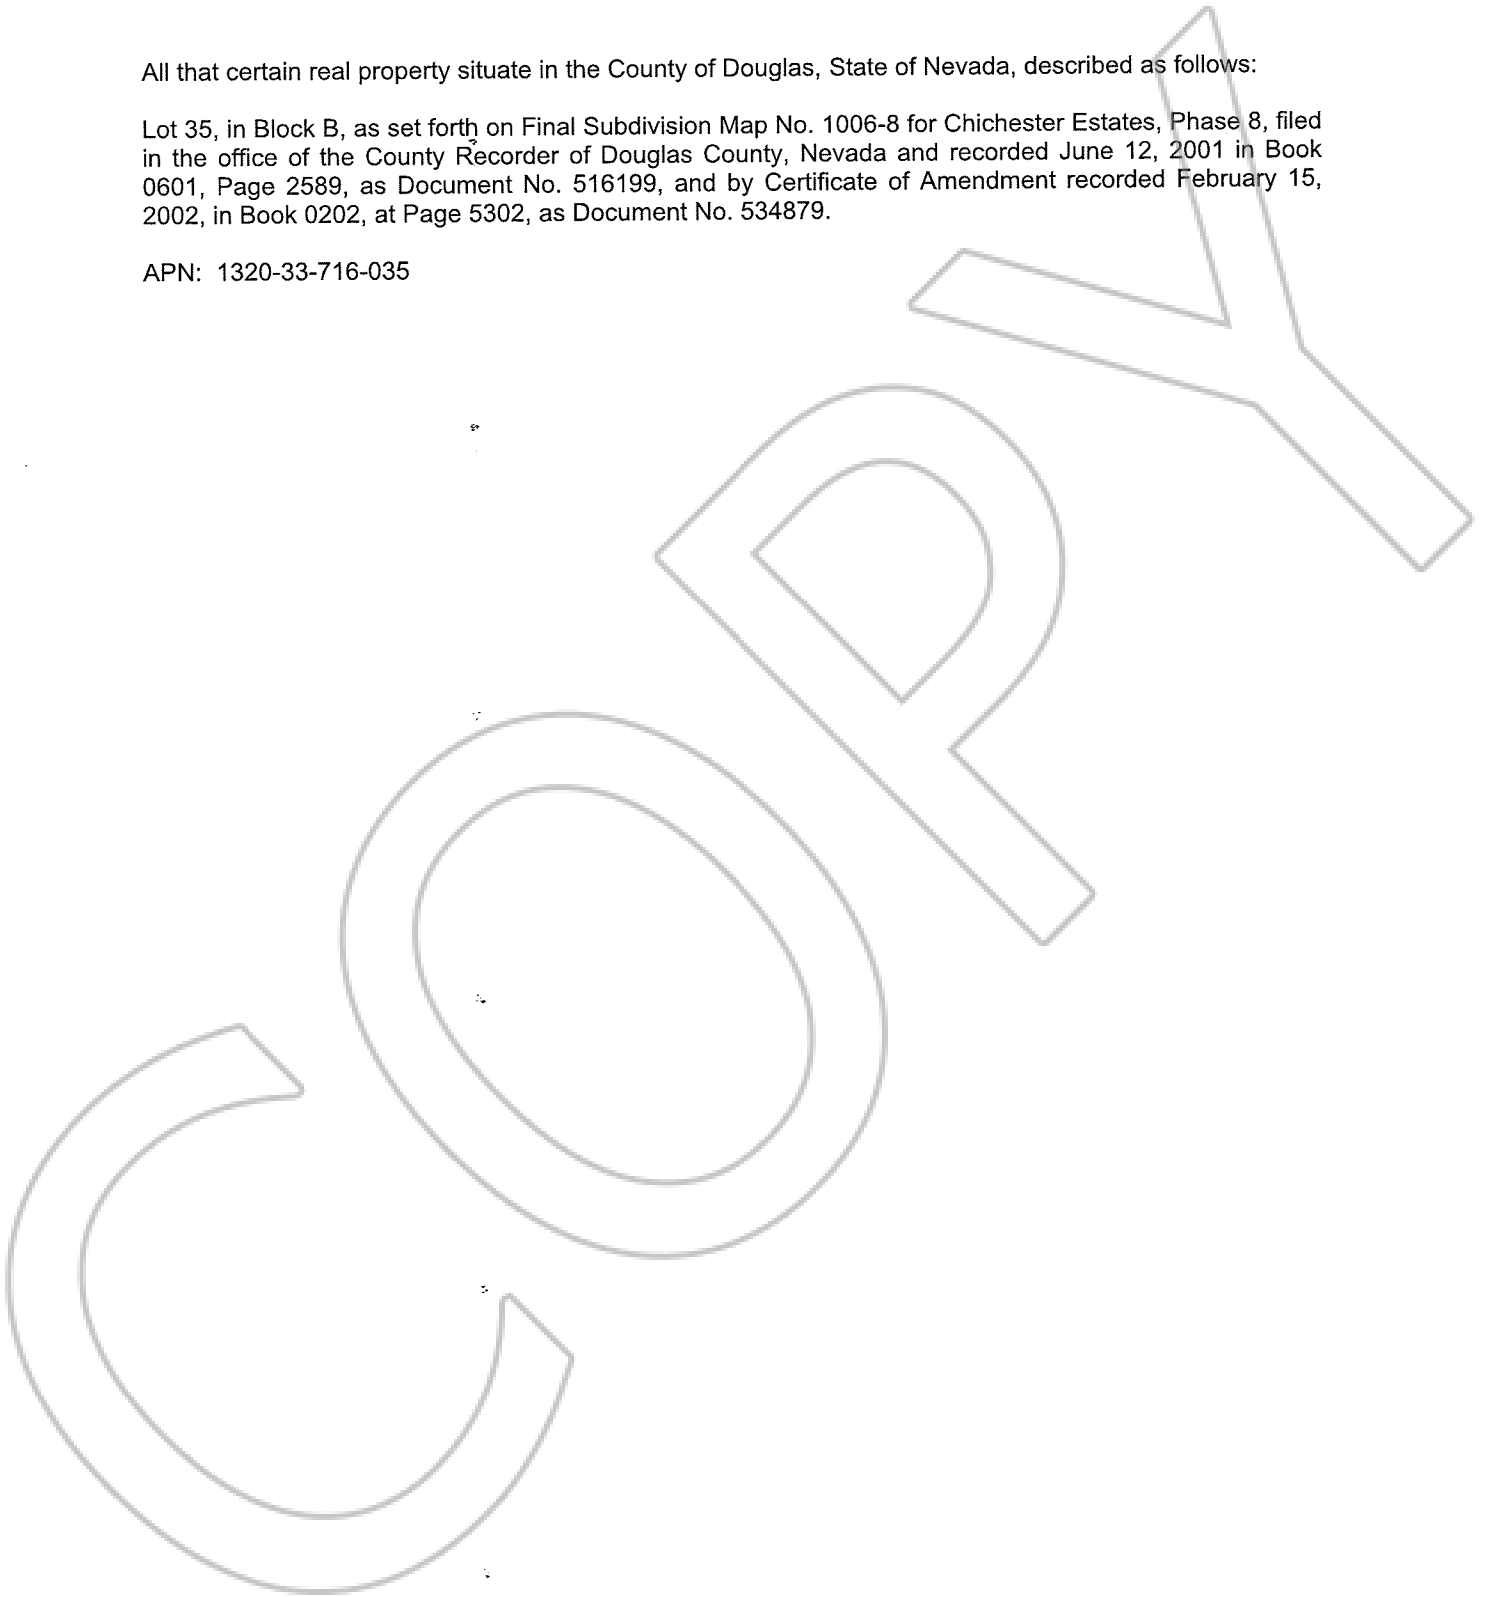 All that certain real property situate in the County of Douglas, State of Nevada, described as follows:
Lot 35, in Block B, as set forth on Final Subdivision Map No. 1006-8 for Chichester Estates, Phase 8, filed
in the office of the County Recorder of Douglas County, Nevada and recorded June 12, 2001 in Book
0601, Page 2589, as Document No. 516199, and by Certificate of Amendment recorded February 15,
2002, in Book 0202, at Page 5302, as Document No. 534879.
APN: 1320-33-716-035
COPY